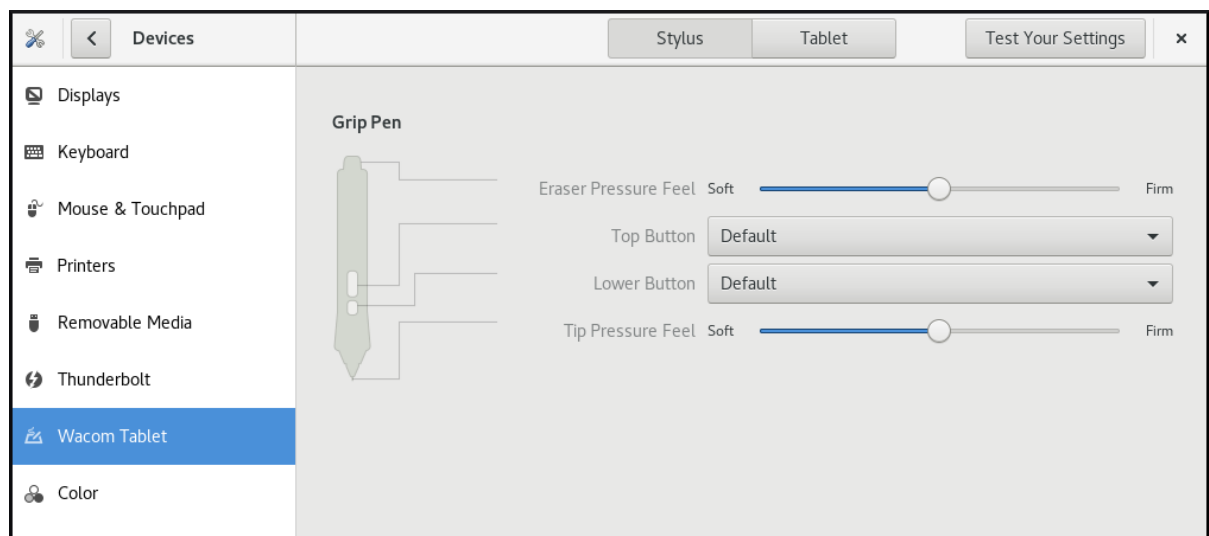 Devices
Stylus Tablet Test Your Settings
Displays
Keyboard
Mouse & Touchpad
Printers
Removable Media
Thunderbolt
Wacom Tablet
Color
Grip Pen
Eraser Pressure Feel Soft Firm
Top Button Default
Lower Button Default
Tip Pressure Feel Soft Firm